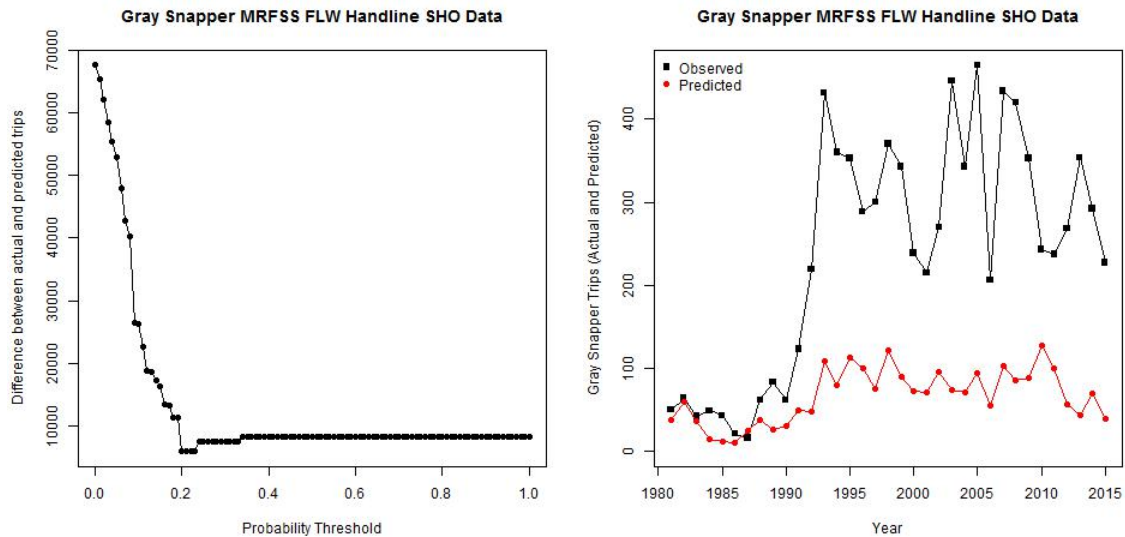 Gray Snapper MRFSS FLW Handline SHO Data
Difference between actual and predicted trips
70000
60000
50000
40000
30000
20000
10000
0.0 0.2 0.4 0.6 0.8 1.0
Probability Threshold
Gray Snapper MRFSS FLW Handline SHO Data
Observed
Predicted
Gray Snapper Trips (Actual and Predicted)
400
300
200
100
0
1980 1985 1990 1995 2000 2005 2010 2015
Year